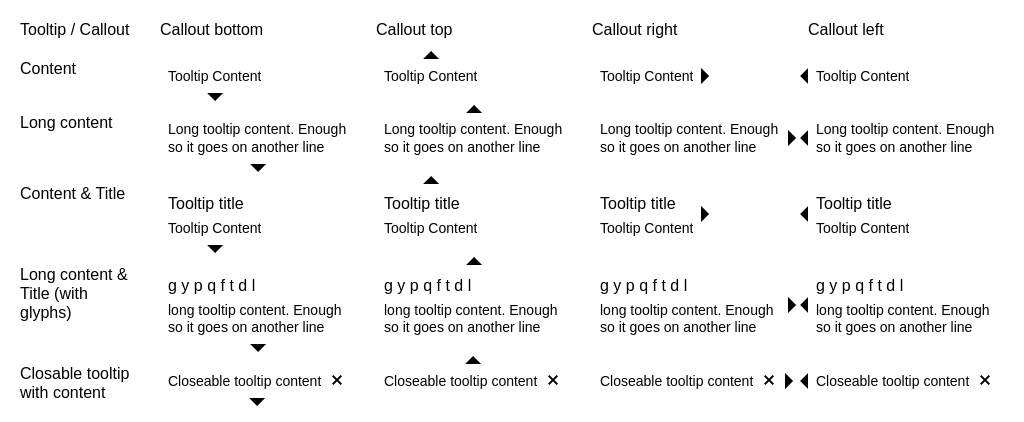 Tooltip / Callout Callout bottom Callout top Callout right Callout left
Content Tooltip Content Tooltip Content Tooltip Content Tooltip Content
Long content Long tooltip content. Enough Long tooltip content. Enough Long tooltip content. Enough Long tooltip content. Enough
so it goes on another line so it goes on another line so it goes on another line so it goes on another line
Content & Title Tooltip title Tooltip title Tooltip title Tooltip title
Tooltip Content Tooltip Content Tooltip Content Tooltip Content
Long content & g y p q f t d l g y p q f t d l g y p q f t d l g y p q f t d l
Title (with long tooltip content. Enough long tooltip content. Enough long tooltip content. Enough long tooltip content. Enough
glyphs) so it goes on another line so it goes on another line so it goes on another line so it goes on another line
Closable tooltip Closeable tooltip content Closeable tooltip content Closeable tooltip content Closeable tooltip content
with content